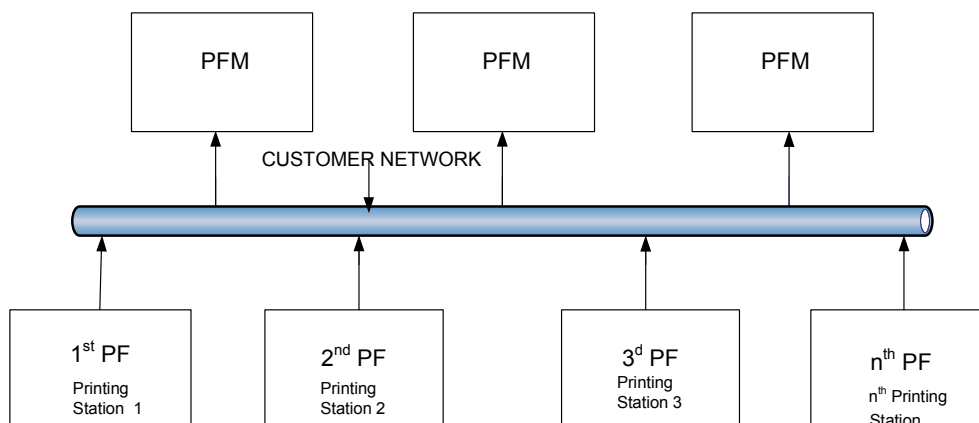 PFM
PFM
PFM
CUSTOMER NETWORK
1st PF
Printing
Station 1
2nd PF
Printing
Station 2
3d PF
Printing
Station 3
nth PF
nth Printing
Station